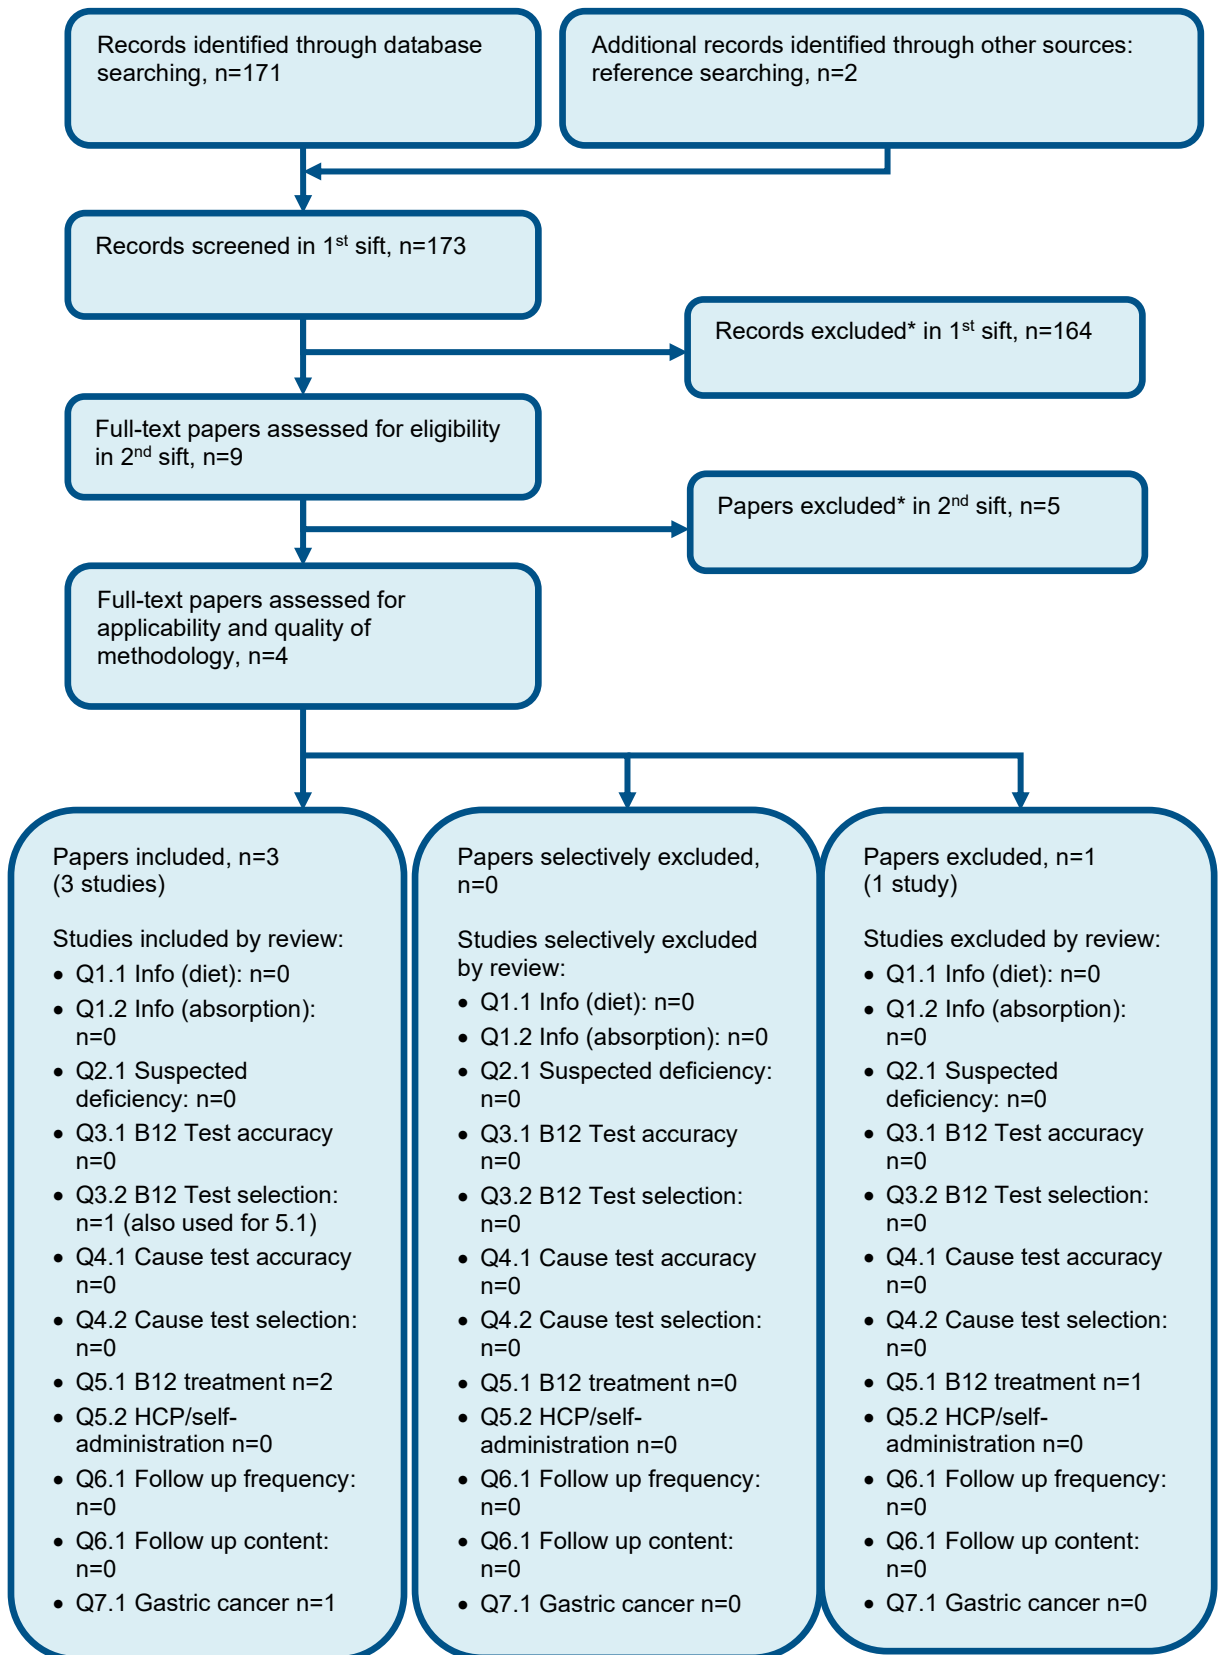 Records identified through database
searching, n=171
Additional records identified through other sources:
reference searching, n=2
Records screened in 1st sift, n=173
Records excluded* in 1st sift, n=164
Full-text papers assessed for eligibility
in 2nd sift, n=9
Papers excluded* in 2nd sift, n=5
Full-text papers assessed for
applicability and quality of
methodology, n=4
Papers included, n=3
(3 studies)
Studies included by review:
• Q1.1 Info (diet): n=0
• Q1.2 Info (absorption):
n=0
• Q2.1 Suspected
deficiency: n=0
• Q3.1 B12 Test accuracy
n=0
• Q3.2 B12 Test selection:
n=1 (also used for 5.1)
• Q4.1 Cause test accuracy
n=0
• Q4.2 Cause test selection:
n=0
• Q5.1 B12 treatment n=2
• Q5.2 HCP/self-
administration n=0
• Q6.1 Follow up frequency:
n=0
• Q6.1 Follow up content:
n=0
• Q7.1 Gastric cancer n=1
Papers selectively excluded,
n=0
Studies selectively excluded
by review:
• Q1.1 Info (diet): n=0
• Q1.2 Info (absorption): n=0
• Q2.1 Suspected deficiency:
n=0
• Q3.1 B12 Test accuracy
n=0
• Q3.2 B12 Test selection:
n=0
• Q4.1 Cause test accuracy
n=0
• Q4.2 Cause test selection:
n=0
• Q5.1 B12 treatment n=0
• Q5.2 HCP/self-
administration n=0
• Q6.1 Follow up frequency:
n=0
• Q6.1 Follow up content:
n=0
• Q7.1 Gastric cancer n=0
Papers excluded, n=1
(1 study)
Studies excluded by review:
• Q1.1 Info (diet): n=0
• Q1.2 Info (absorption):
n=0
• Q2.1 Suspected
deficiency: n=0
• Q3.1 B12 Test accuracy
n=0
• Q3.2 B12 Test selection:
n=0
• Q4.1 Cause test accuracy
n=0
• Q4.2 Cause test selection:
n=0
• Q5.1 B12 treatment n=1
• Q5.2 HCP/self-
administration n=0
• Q6.1 Follow up frequency:
n=0
• Q6.1 Follow up content:
n=0
• Q7.1 Gastric cancer n=0